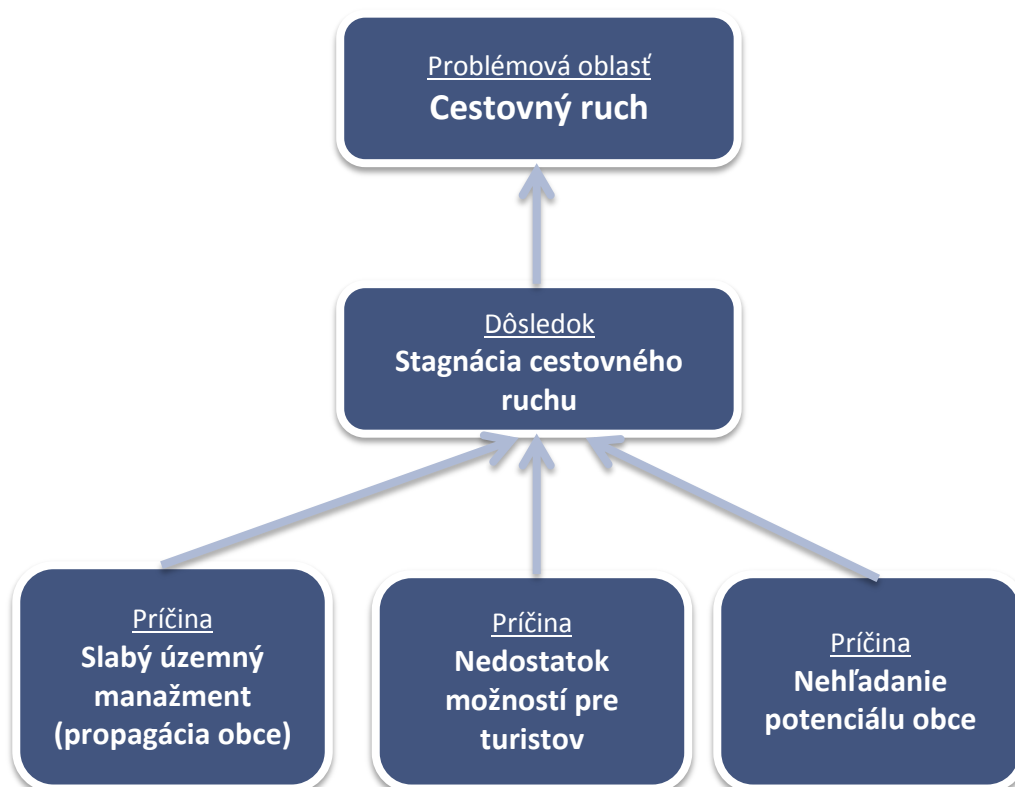 Problémová oblasť
Cestovný ruch
Dôsledok
Stagnácia cestovného
ruchu
Príčina
Slabý územný
manažment
(propagácia obce)
Príčina
Nedostatok
možností pre
turistov
Príčina
Nehľadanie
potenciálu obce